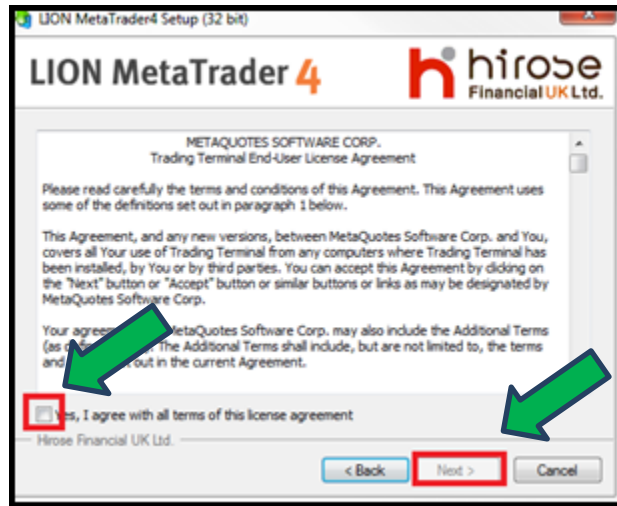 LION MetaTrader4 Setup (32 bit)
LION MetaTrader 4
hirose
Financial UK Ltd.
METAQUOTES SOFTWARE CORP.
Trading Terminal End-User License Agreement
Please read carefully the terms and conditions of this Agreement. This Agreement uses
some of the definitions set out in paragraph 1 below.
This Agreement, and any new versions, between MetaQuotes Software Corp. and You,
covers all Your use of Trading Terminal from any computers where Trading Terminal has
been installed, by You or by third parties. You can accept this Agreement by clicking on
the "Next" button or "Accept" button or similar buttons or links as may be designated by
MetaQuotes Software Corp.
Your MetaQuotes Software Corp. may also include the Additional Terms
(as The Additional Terms shall include, but are not limited to, the terms
and out in the current Agreement.
Yes, I agree with all terms of this license agreement
Hirose Financial UK Ltd.
< Back Next > Cancel